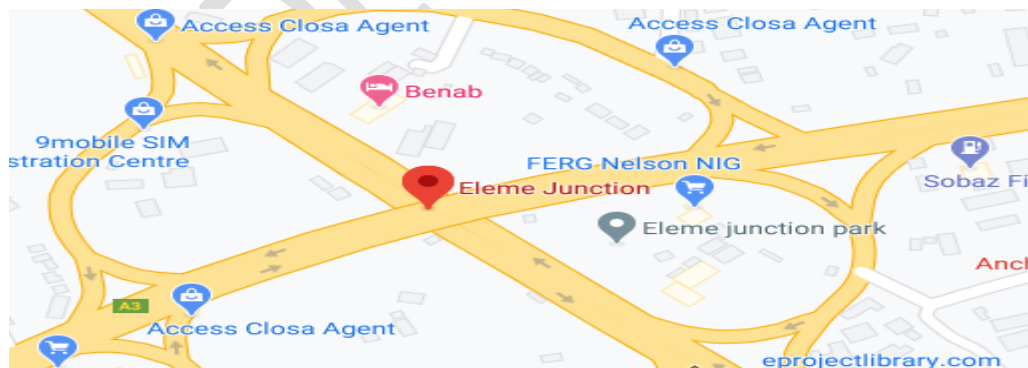 Access Closa Agent
Access Closa Agent
Benab
9mobile SIM
stration Centre
FERG Nelson NIG
Sobaz Fi
Eleme Junction
Eleme junction park
Anch
A3
Access Closa Agent
eprojectlibrary.com